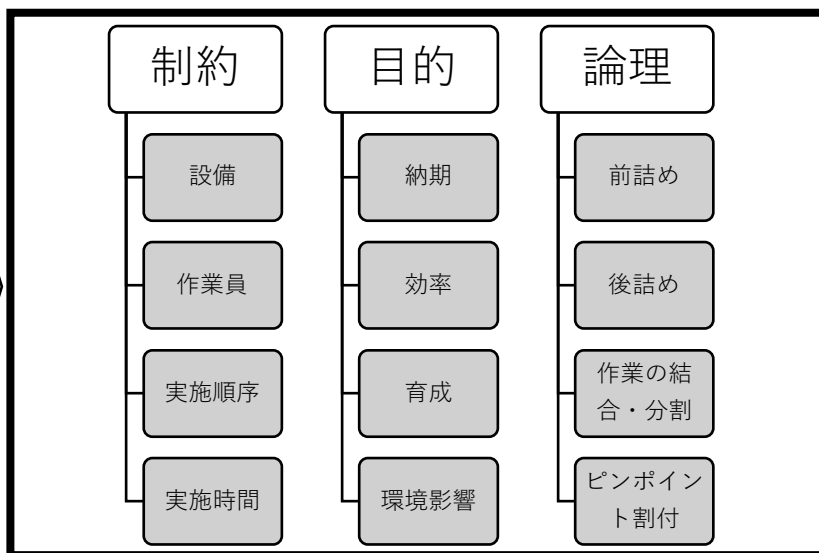 制約
設備
作業員
実施順序
実施時間
目的
納期
効率
育成
環境影響
論理
前詰め
後詰め
作業の結
合・分割
ピンポイン
ト割付